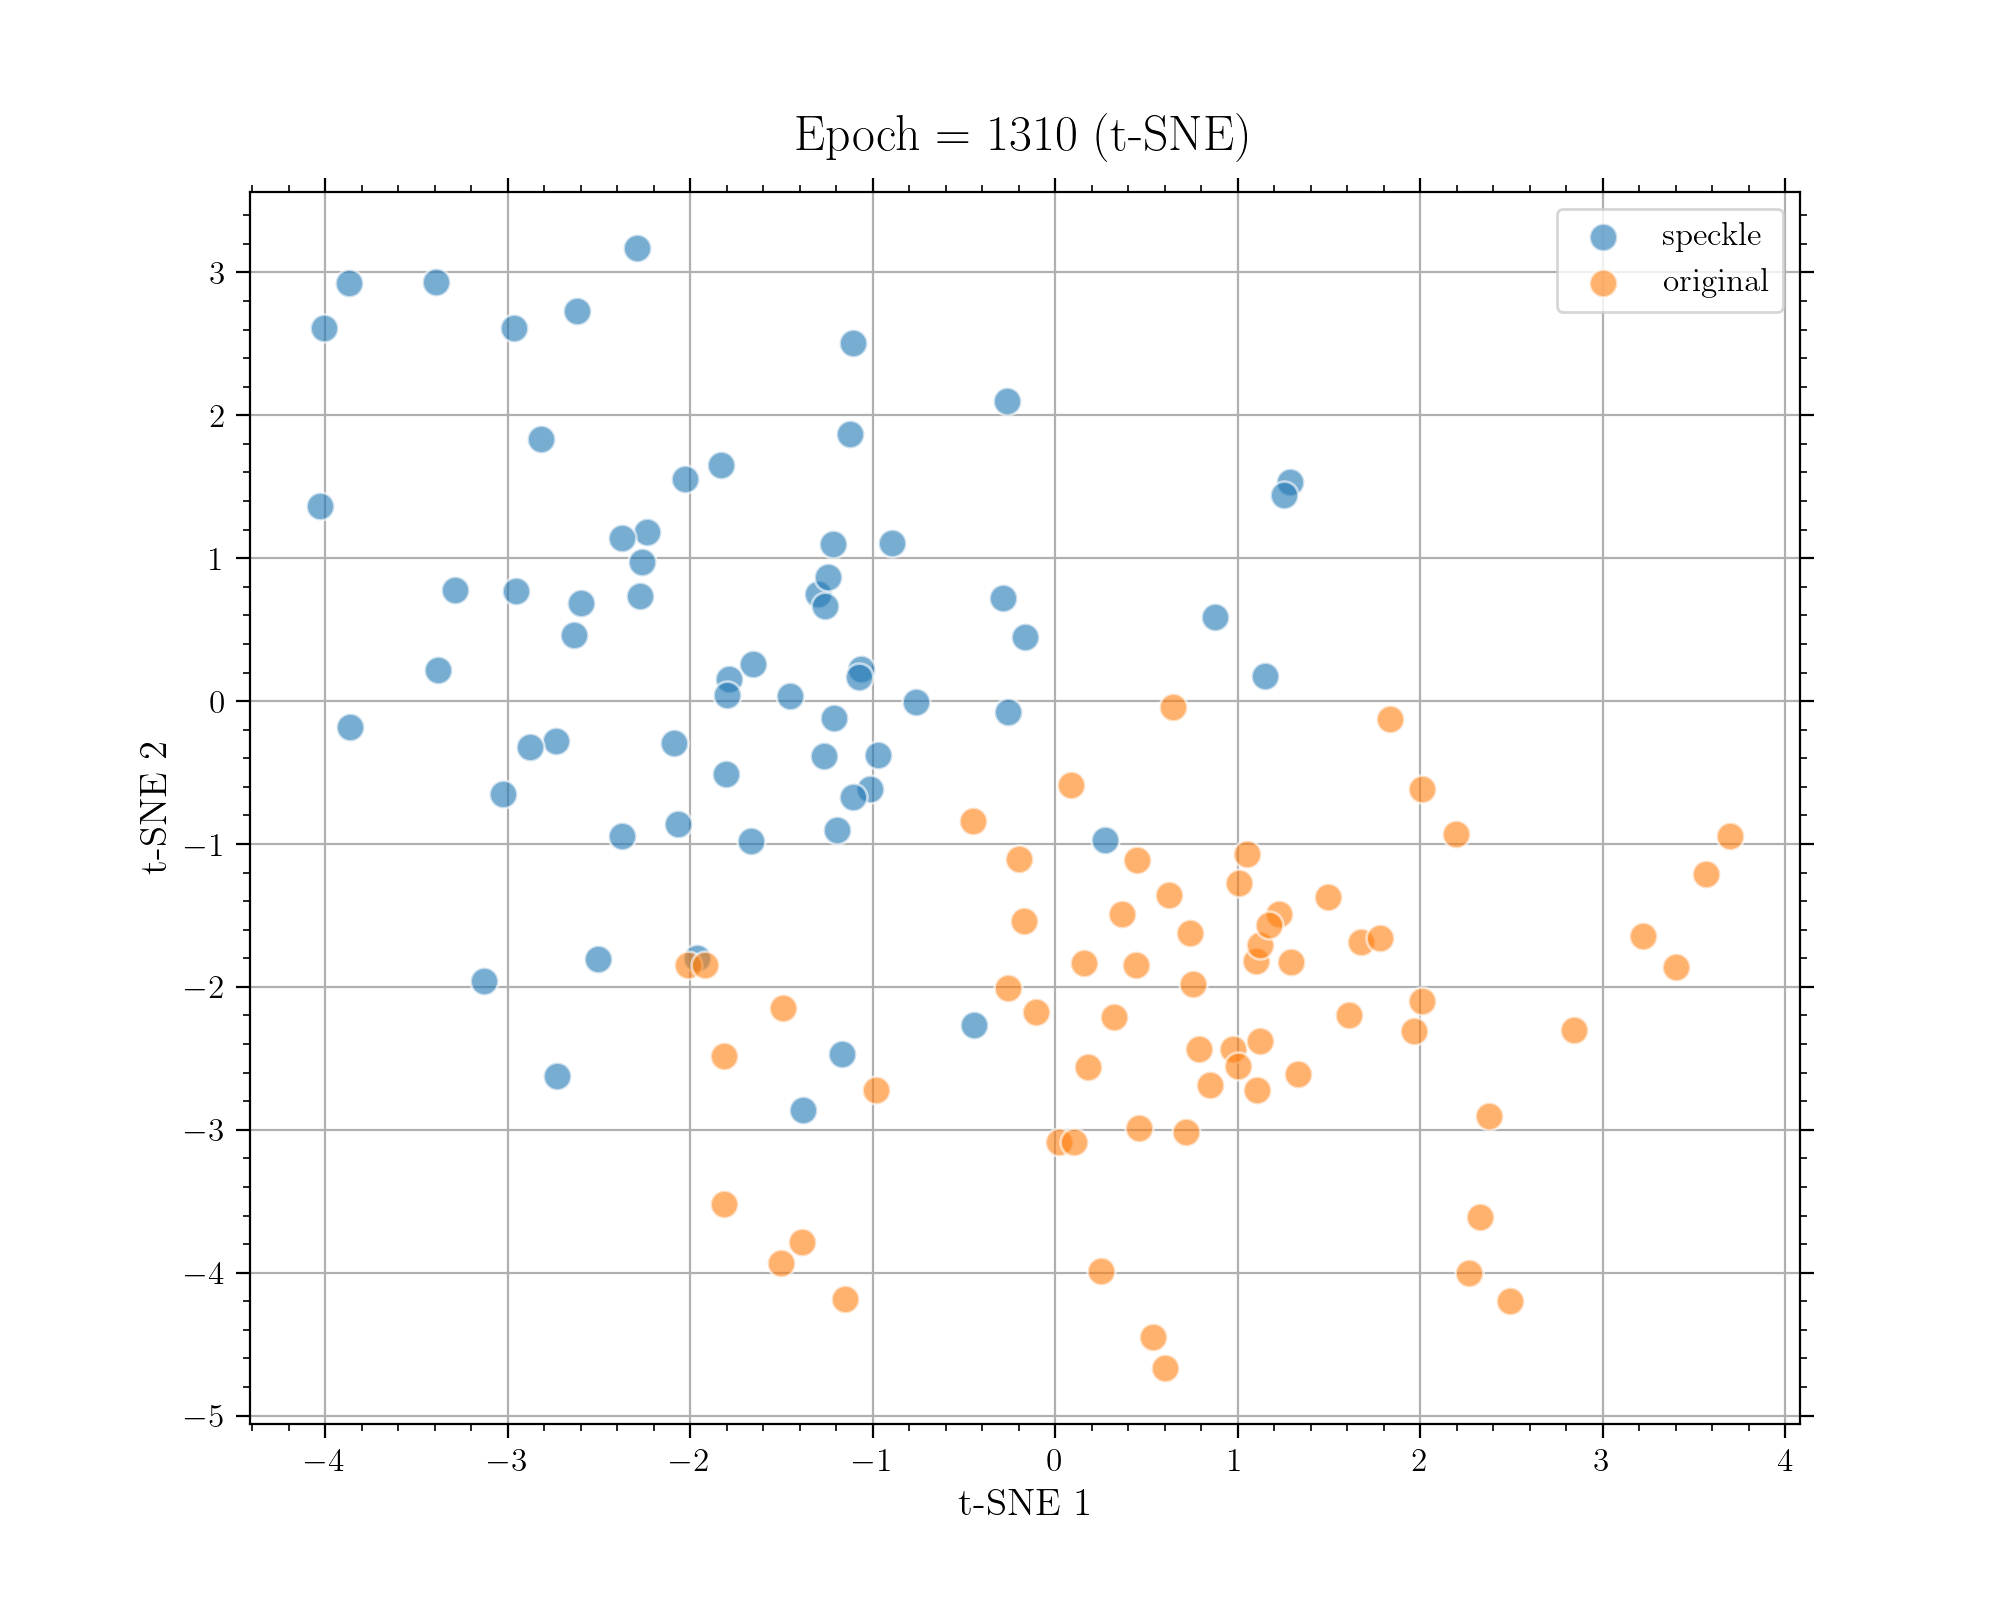 Epoch = 1310 (t-SNE)
speckle
original
3
2
1
0
−1
−2
−3
−4
−5
t-SNE 2
−4 −3 −2 −1 0 1 2 3 4
t-SNE 1